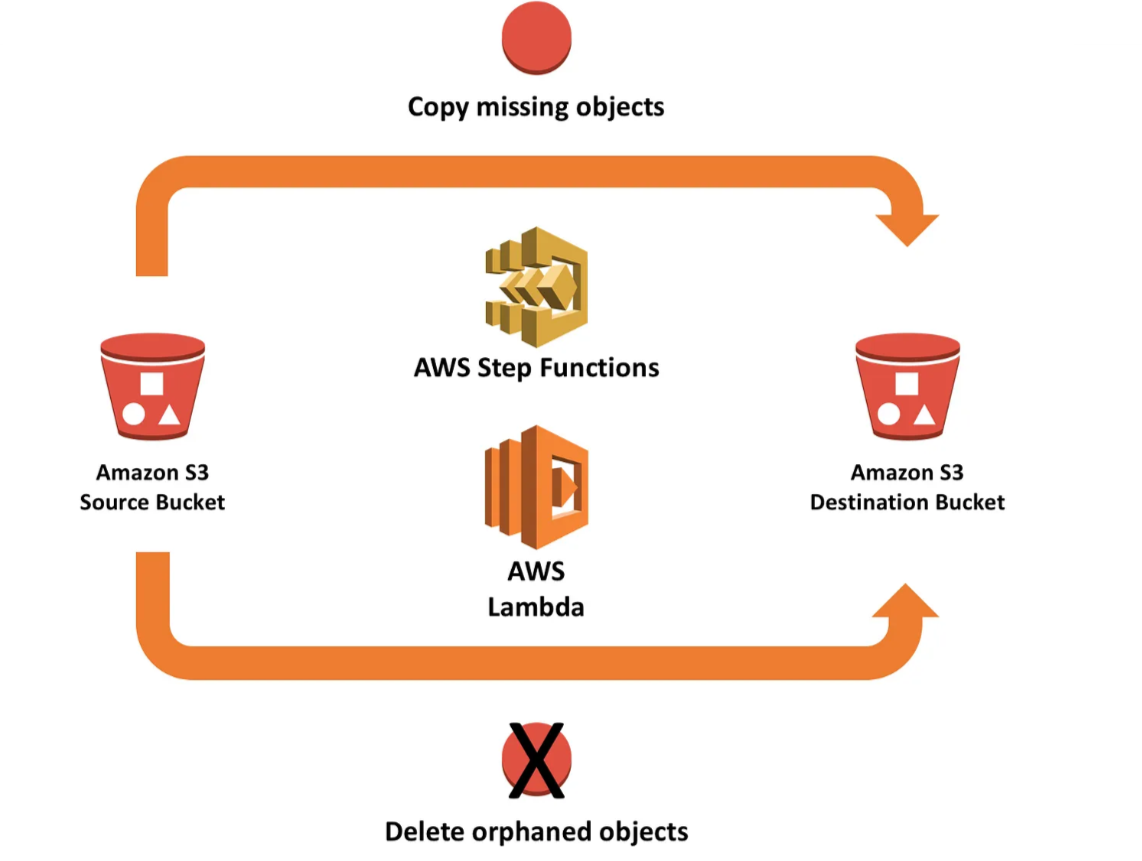 Copy missing objects
AWS Step Functions
Amazon S3
Source Bucket
Amazon S3
Destination Bucket
AWS
Lambda
X
Delete orphaned objects